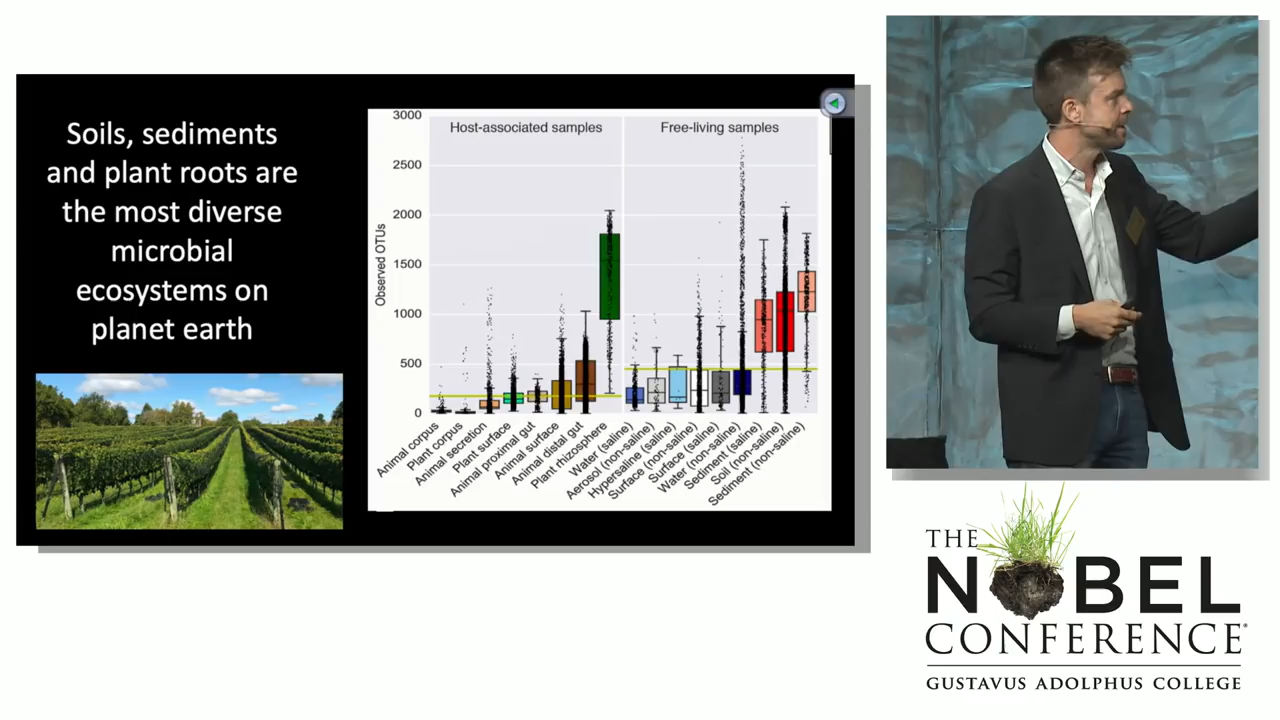 Soils, sediments
and plant roots are
the most diverse
microbial
ecosystems on
planet earth
Host-associated samples
Free-living samples
Observed OTUs
3000
2500
2000
1500
1000
500
0
Animal corpus
Plant corpus
Animal secretion
Plant surface
Animal proximal gut
Animal surface
Animal distal gut
Plant rhizosphere
Water (saline)
Aerosol (non-saline)
Hypersaline (saline)
Surface (non-saline)
Surface (saline)
Water (non-saline)
Sediment (saline)
Soil (non-saline)
Sediment (non-saline)
THE
NOBEL
CONFERENCE®
GUSTAVUS ADOLPHUS COLLEGE